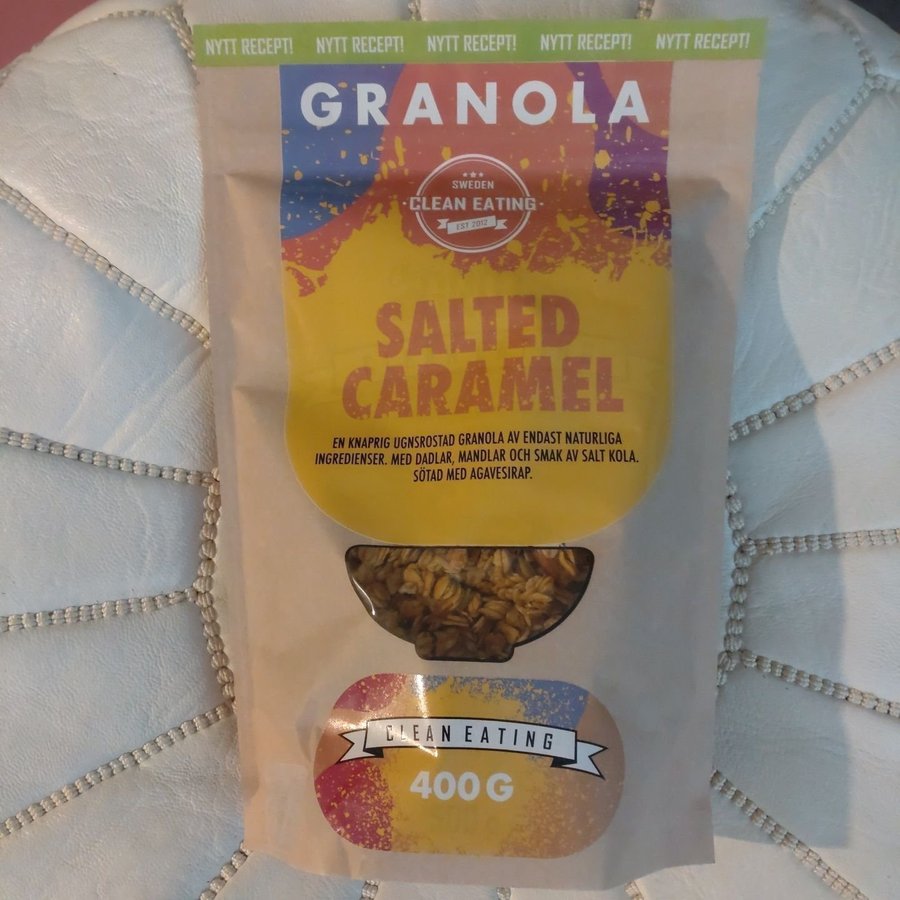 NYTT RECEPT! NYTT RECEPT! NYTT RECEPT! NYTT RECEPT! NYTT RECEPT!
GRANOLA
SWEDEN
CLEAN EATING
EST 2012
SALTED
CARAMEL
EN KNAPRIG UGNSROSTAD GRANOLA AV ENDAST NATURLIGA
INGREDIENSER. MED DADLAR, MANDLAR OCH SMAK AV SALT KOLA.
SÖTAD MED AGAVESIRAP.
CLEAN EATING
400 G